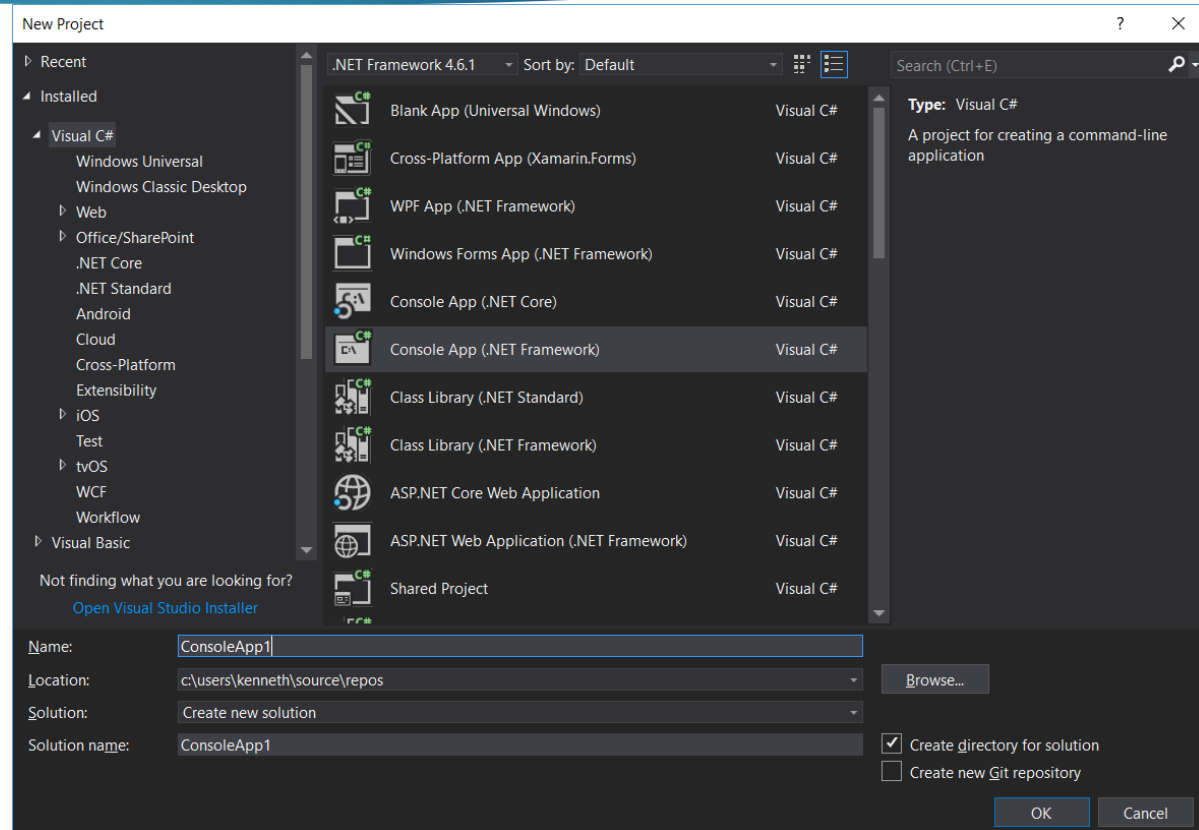 New Project
?
Recent
Installed
Visual C#
Windows Universal
Windows Classic Desktop
Web
Office/SharePoint
.NET Core
.NET Standard
Android
Cloud
Cross-Platform
Extensibility
iOS
Test
tvOS
WCF
Workflow
Visual Basic
Not finding what you are looking for?
Open Visual Studio Installer
.NET Framework 4.6.1 Sort by: Default
Blank App (Universal Windows) Visual C#
Cross-Platform App (Xamarin.Forms) Visual C#
WPF App (.NET Framework) Visual C#
Windows Forms App (.NET Framework) Visual C#
Console App (.NET Core) Visual C#
Console App (.NET Framework) Visual C#
Class Library (.NET Standard) Visual C#
Class Library (.NET Framework) Visual C#
ASP.NET Core Web Application Visual C#
ASP.NET Web Application (.NET Framework) Visual C#
Shared Project Visual C#
Search (Ctrl+E)
Type: Visual C#
A project for creating a command-line
application
Name: ConsoleApp1
Location: c:\users\kenneth\source\repos
Browse...
Solution: Create new solution
Solution name: ConsoleApp1
Create directory for solution
Create new Git repository
OK Cancel